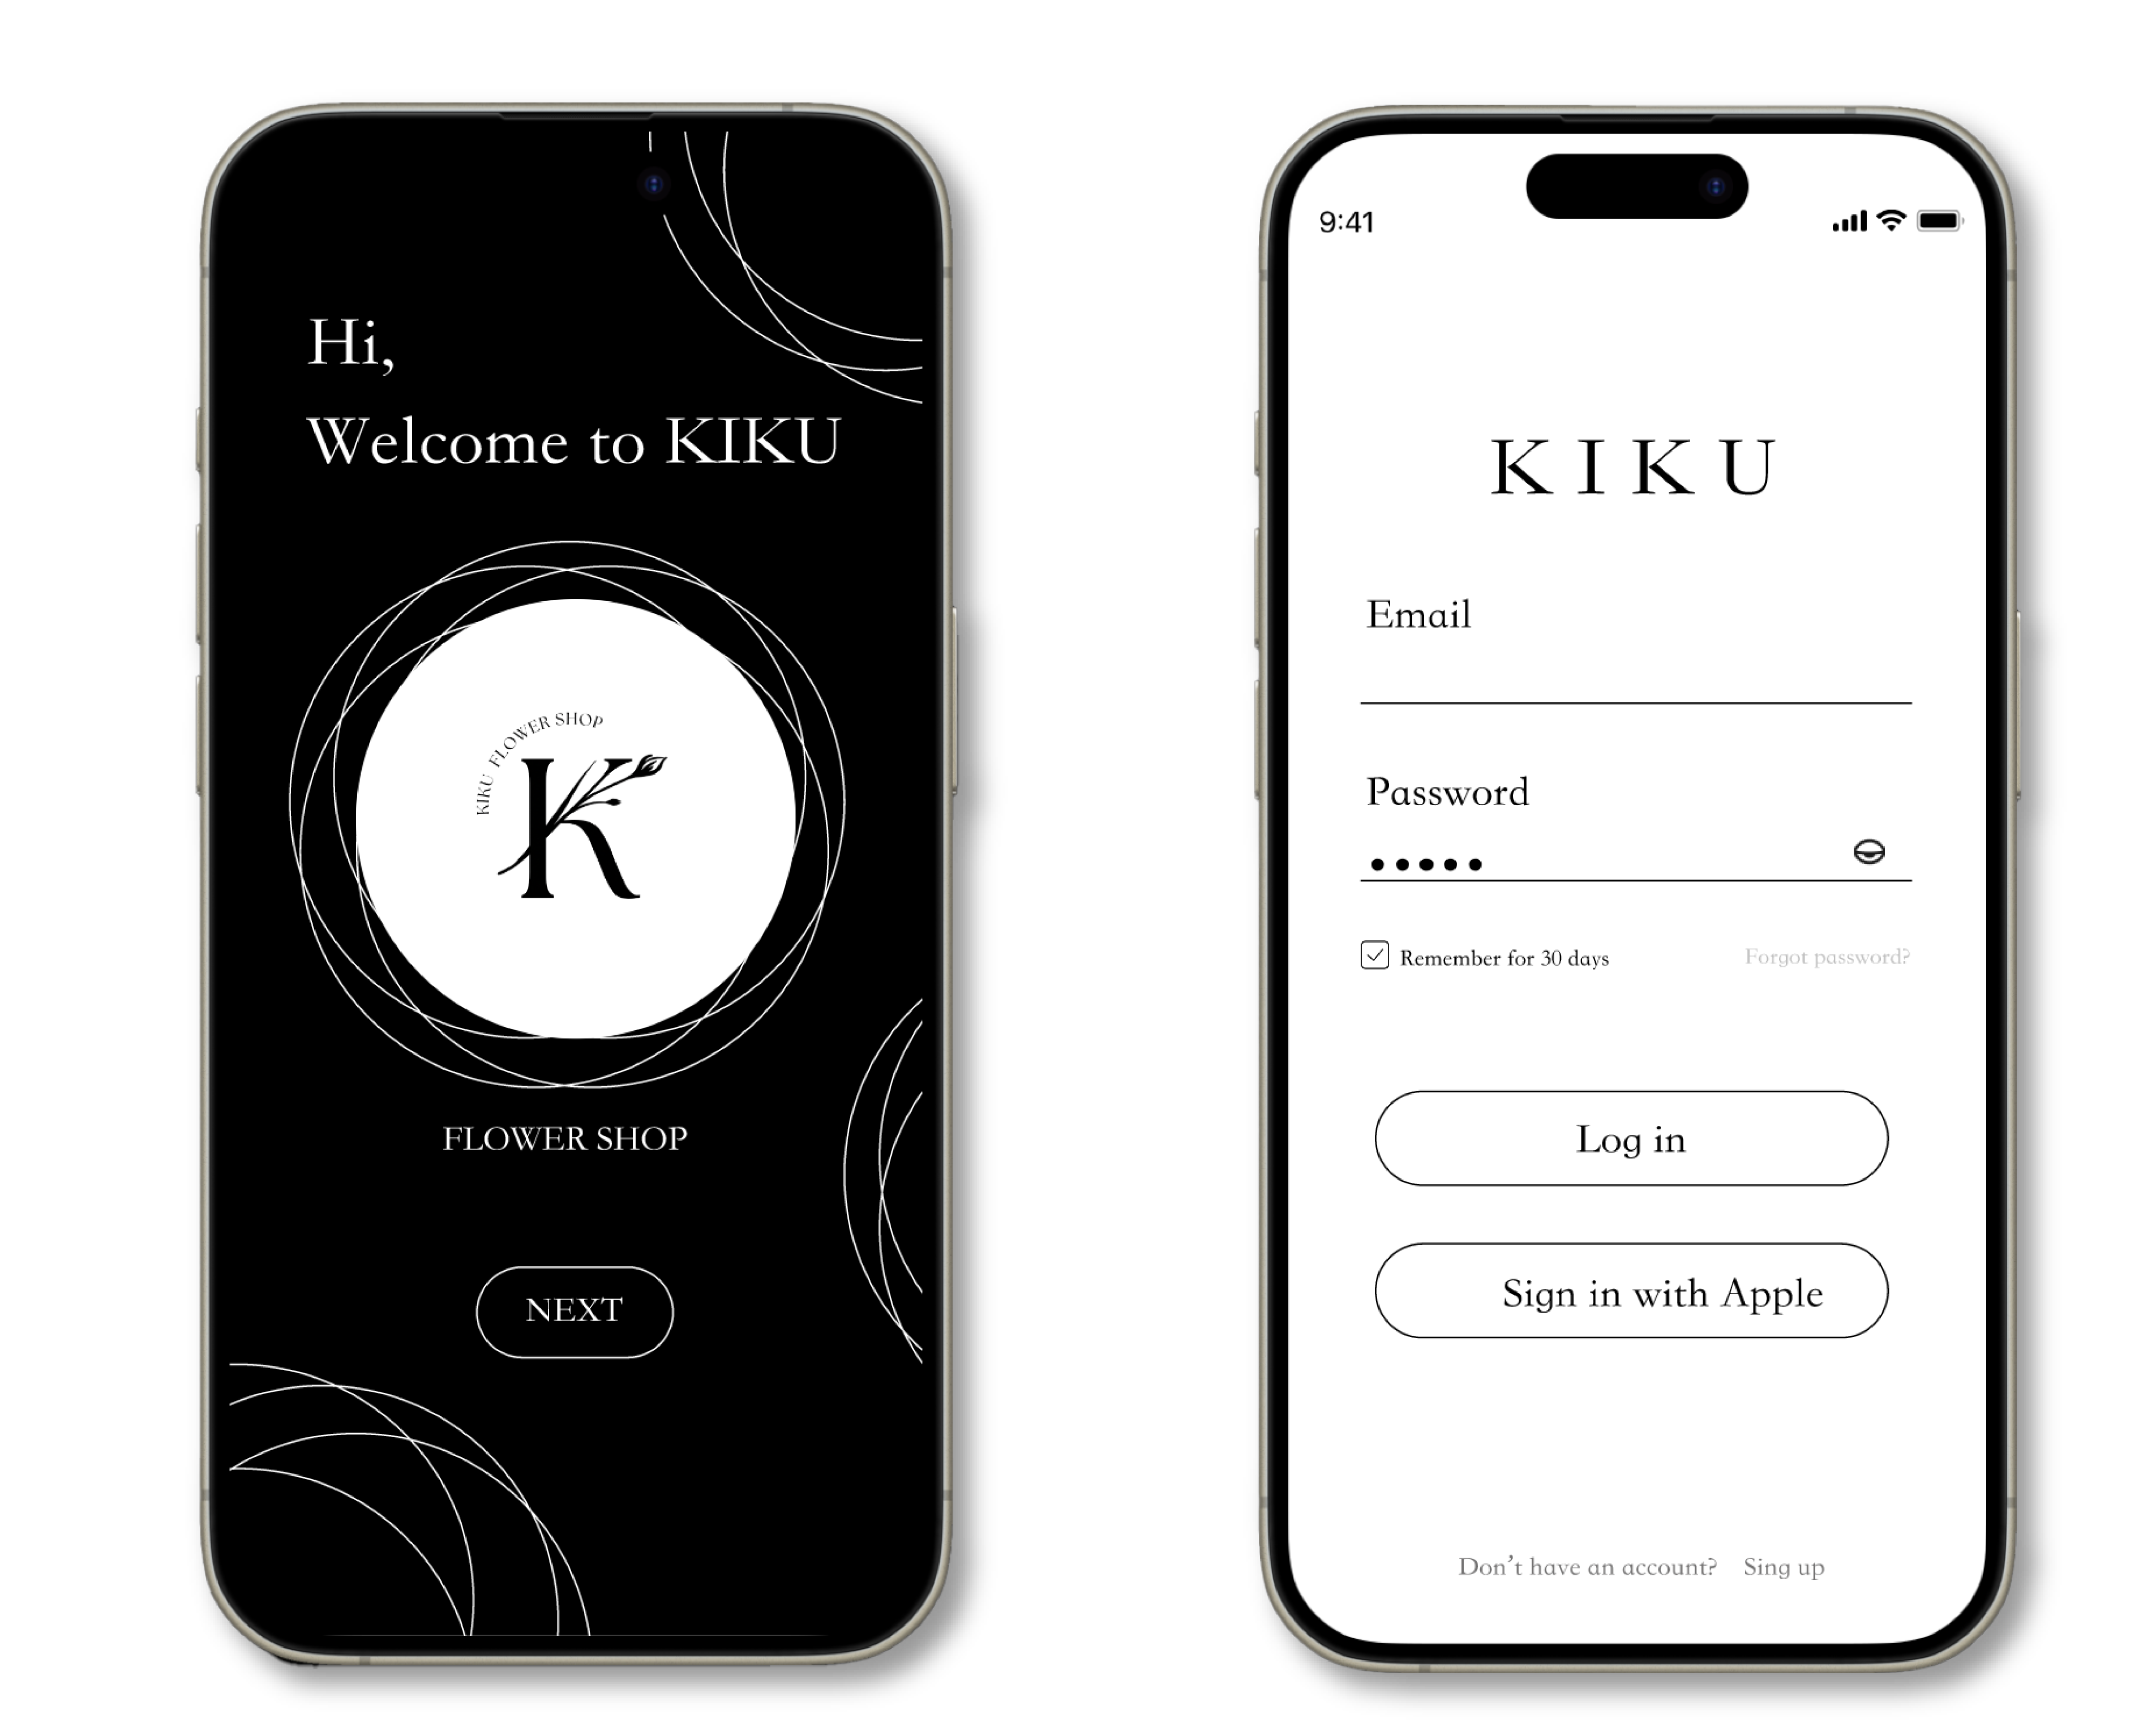 Hi,
Welcome to KIKU
KIKU FLOWER SHOP
K
FLOWER SHOP
NEXT
9:41
KIKU
Email
Password
Remember for 30 days
Forgot password?
Log in
Sign in with Apple
Don't have an account? Sing up